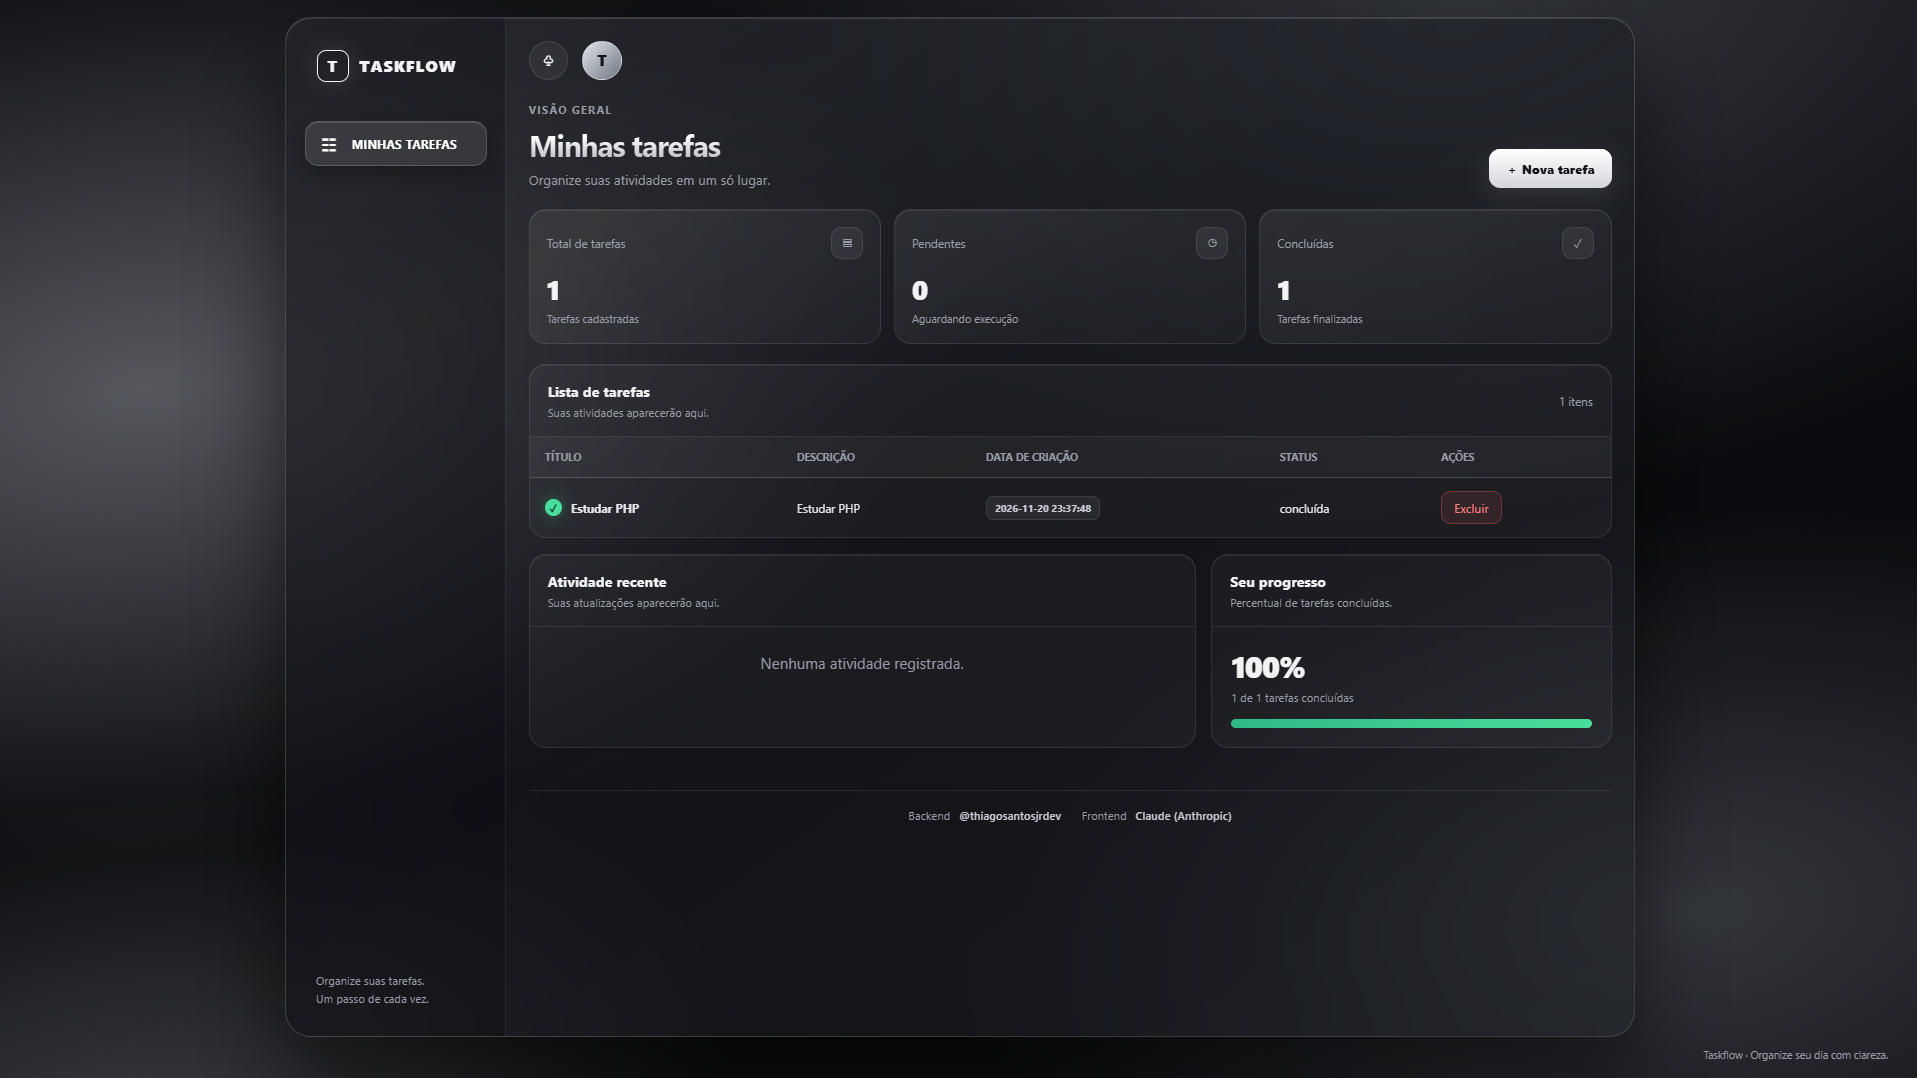 T TASKFLOW
MINHAS TAREFAS
T
VISÃO GERAL
Minhas tarefas
Organize suas atividades em um só lugar.
+ Nova tarefa
Total de tarefas
1
Tarefas cadastradas
Pendentes
0
Aguardando execução
Concluídas
✓
1
Tarefas finalizadas
Lista de tarefas
Suas atividades aparecerão aqui.
1 itens
TÍTULO DESCRIÇÃO DATA DE CRIAÇÃO STATUS AÇÕES
✓ Estudar PHP Estudar PHP 2026-11-20 23:37:48 concluída Excluir
Atividade recente
Suas atualizações aparecerão aqui.
Nenhuma atividade registrada.
Seu progresso
Percentual de tarefas concluídas.
100%
1 de 1 tarefas concluídas
Backend @thiagosantosjrdev Frontend Claude (Anthropic)
Organize suas tarefas.
Um passo de cada vez.
Taskflow · Organize seu dia com clareza.